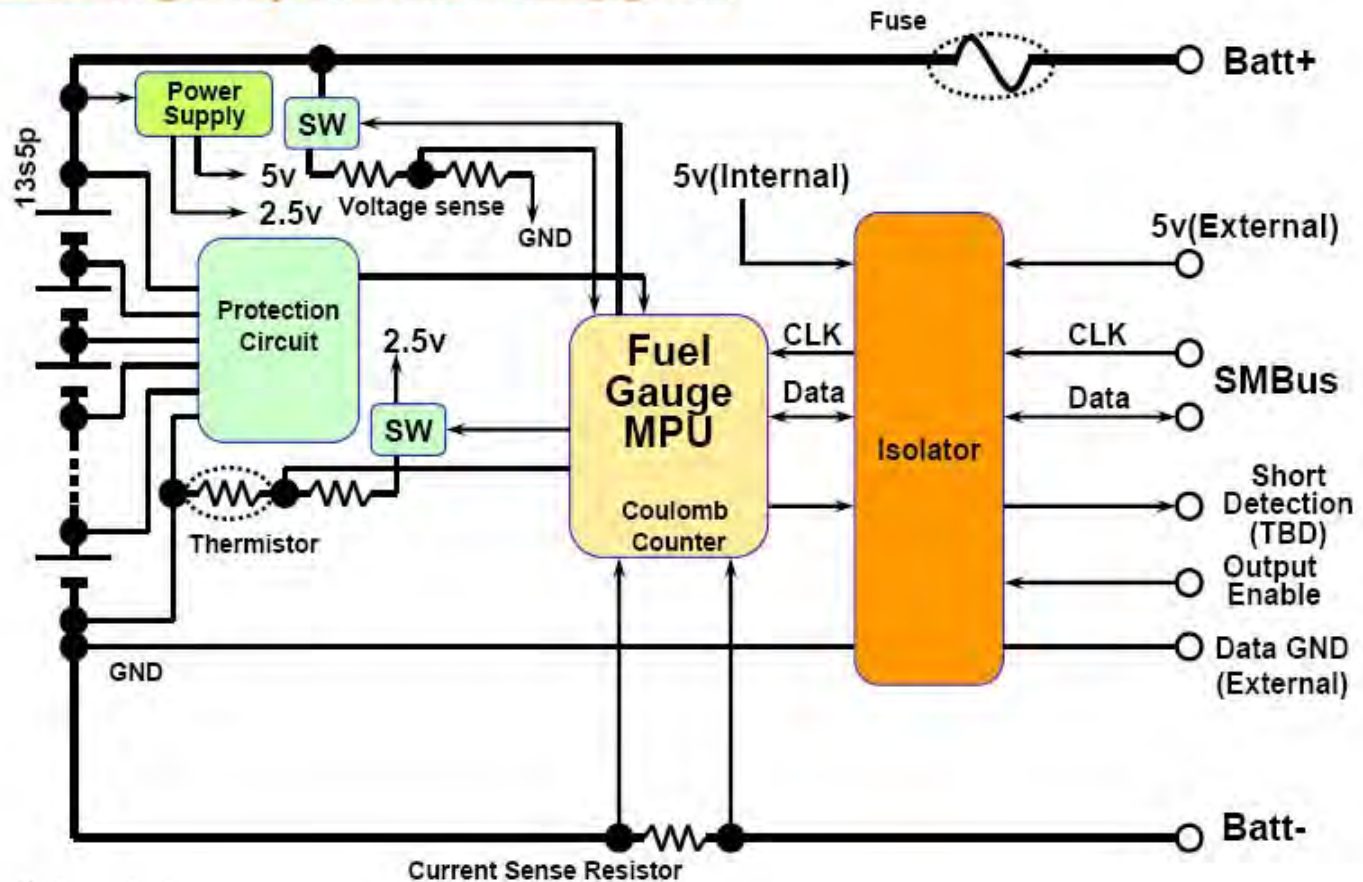 Fuse
Batt+
Power
Supply
SW
13s5p
5v
2.5v
Voltage sense
GND
5v(Internal)
5v(External)
Protection
Circuit
2.5v
SW
Fuel
Gauge
MPU
Coulomb
Counter
CLK
Data
Isolator
CLK
Data
SMBus
Short
Detection
(TBD)
Output
Enable
Thermistor
GND
Data GND
(External)
Batt-
Current Sense Resistor